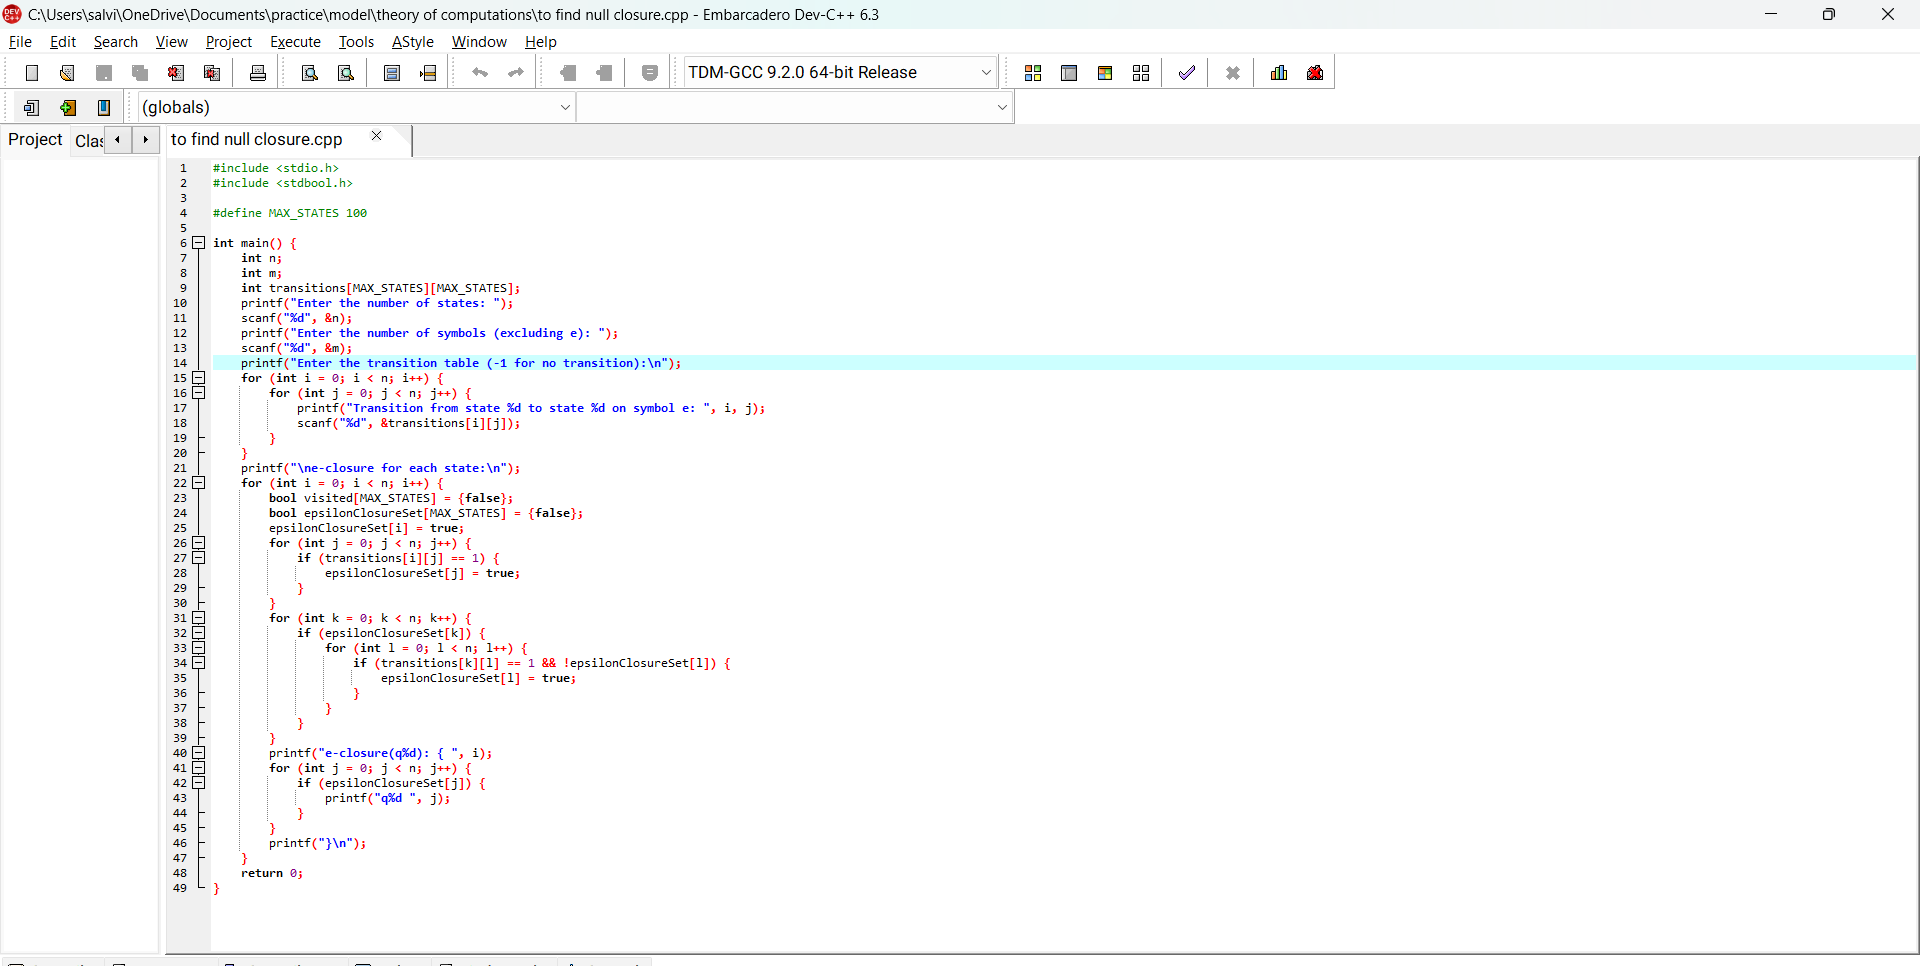 C:\Users\salvi\OneDrive\Documents\practice\model\theory of computations\to find null closure.cpp - Embarcadero Dev-C++ 6.3
File Edit Search View Project Execute Tools AStyle Window Help
TDM-GCC 9.2.0 64-bit Release
(globals)
Project Clas to find null closure.cpp
1 #include <stdio.h>
2 #include <stdbool.h>
3
4 #define MAX_STATES 100
5
6 int main() {
7 int n;
8 int m;
9 int transitions[MAX_STATES][MAX_STATES];
10 printf("Enter the number of states: ");
11 scanf("%d", &n);
12 printf("Enter the number of symbols (excluding e): ");
13 scanf("%d", &m);
14 printf("Enter the transition table (-1 for no transition):\n");
15 for (int i = 0; i < n; i++) {
16 for (int j = 0; j < n; j++) {
17 printf("Transition from state %d to state %d on symbol e: ", i, j);
18 scanf("%d", &transitions[i][j]);
19 }
20 }
21 printf("\ne-closure for each state:\n");
22 for (int i = 0; i < n; i++) {
23 bool visited[MAX_STATES] = {false};
24 bool epsilonClosureSet[MAX_STATES] = {false};
25 epsilonClosureSet[i] = true;
26 for (int j = 0; j < n; j++) {
27 if (transitions[i][j] == 1) {
28 epsilonClosureSet[j] = true;
29 }
30 }
31 for (int k = 0; k < n; k++) {
32 if (epsilonClosureSet[k]) {
33 for (int l = 0; l < n; l++) {
34 if (transitions[k][l] == 1 && !epsilonClosureSet[l]) {
35 epsilonClosureSet[l] = true;
36 }
37 }
38 }
39 }
40 printf("e-closure(q%d): { ", i);
41 for (int j = 0; j < n; j++) {
42 if (epsilonClosureSet[j]) {
43 printf("q%d ", j);
44 }
45 }
46 printf("}\n");
47 }
48 return 0;
49 }